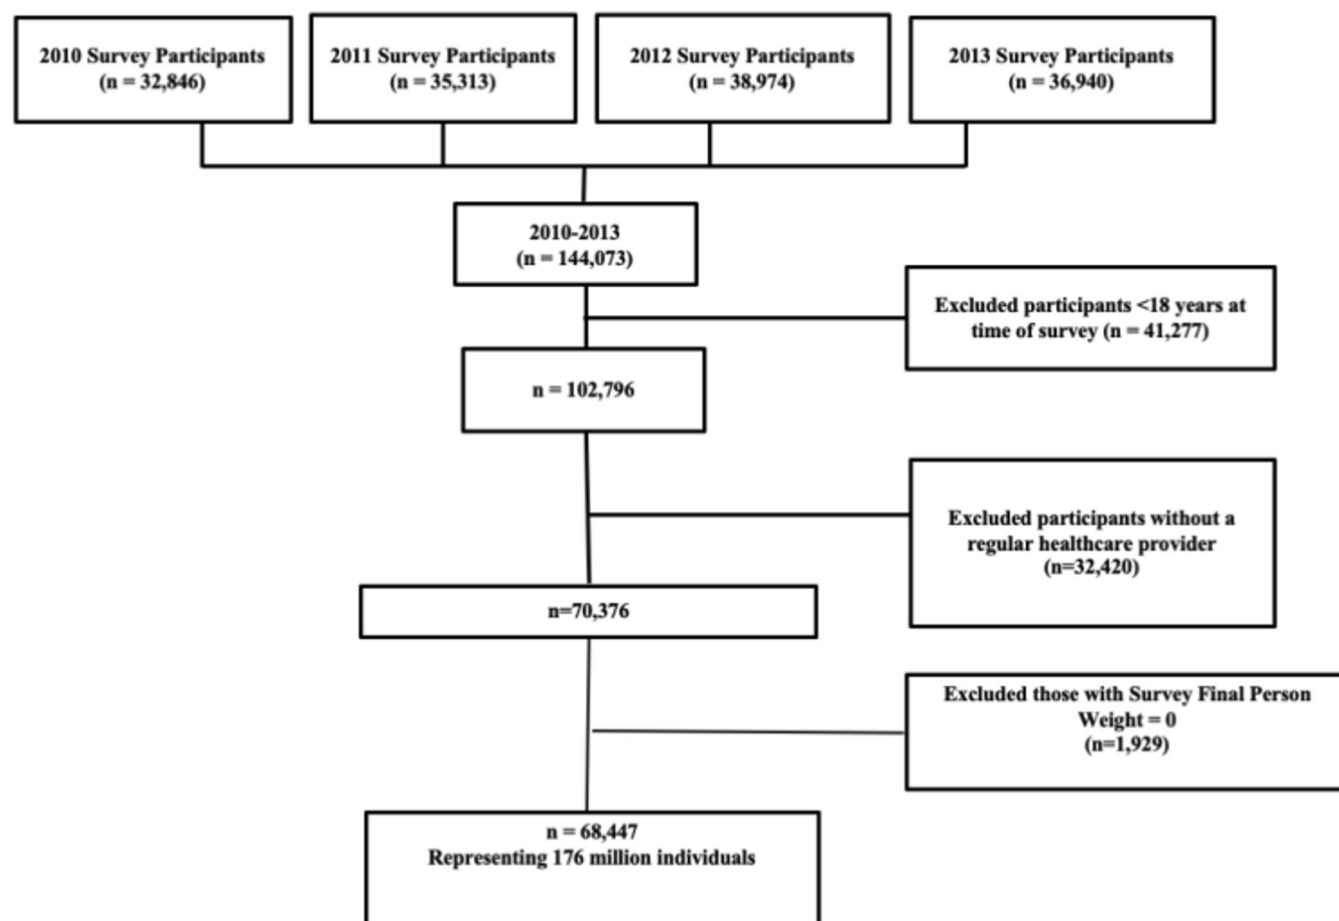 2010 Survey Participants
(n = 32,846)
2011 Survey Participants
(n = 35,313)
2012 Survey Participants
(n = 38,974)
2013 Survey Participants
(n = 36,940)
2010-2013
(n = 144,073)
Excluded participants <18 years at
time of survey (n = 41,277)
n = 102,796
Excluded participants without a
regular healthcare provider
(n=32,420)
n=70,376
Excluded those with Survey Final Person
Weight = 0
(n=1,929)
n = 68,447
Representing 176 million individuals